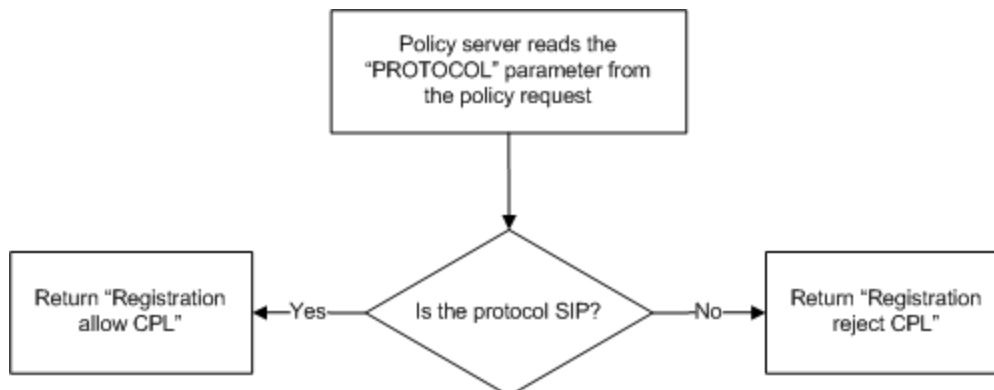 Policy server reads the
“PROTOCOL” parameter from
the policy request
Return “Registration
allow CPL”
Yes
Is the protocol SIP?
No
Return “Registration
reject CPL”